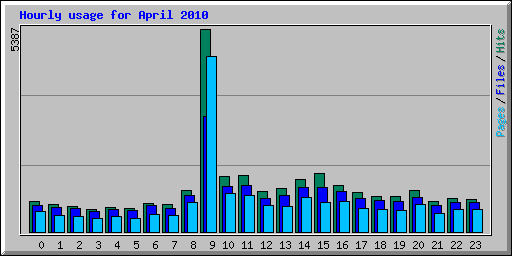 Hourly usage for April 2010
5387
Pages / Files / Hits
0 1 2 3 4 5 6 7 8 9 10 11 12 13 14 15 16 17 18 19 20 21 22 23